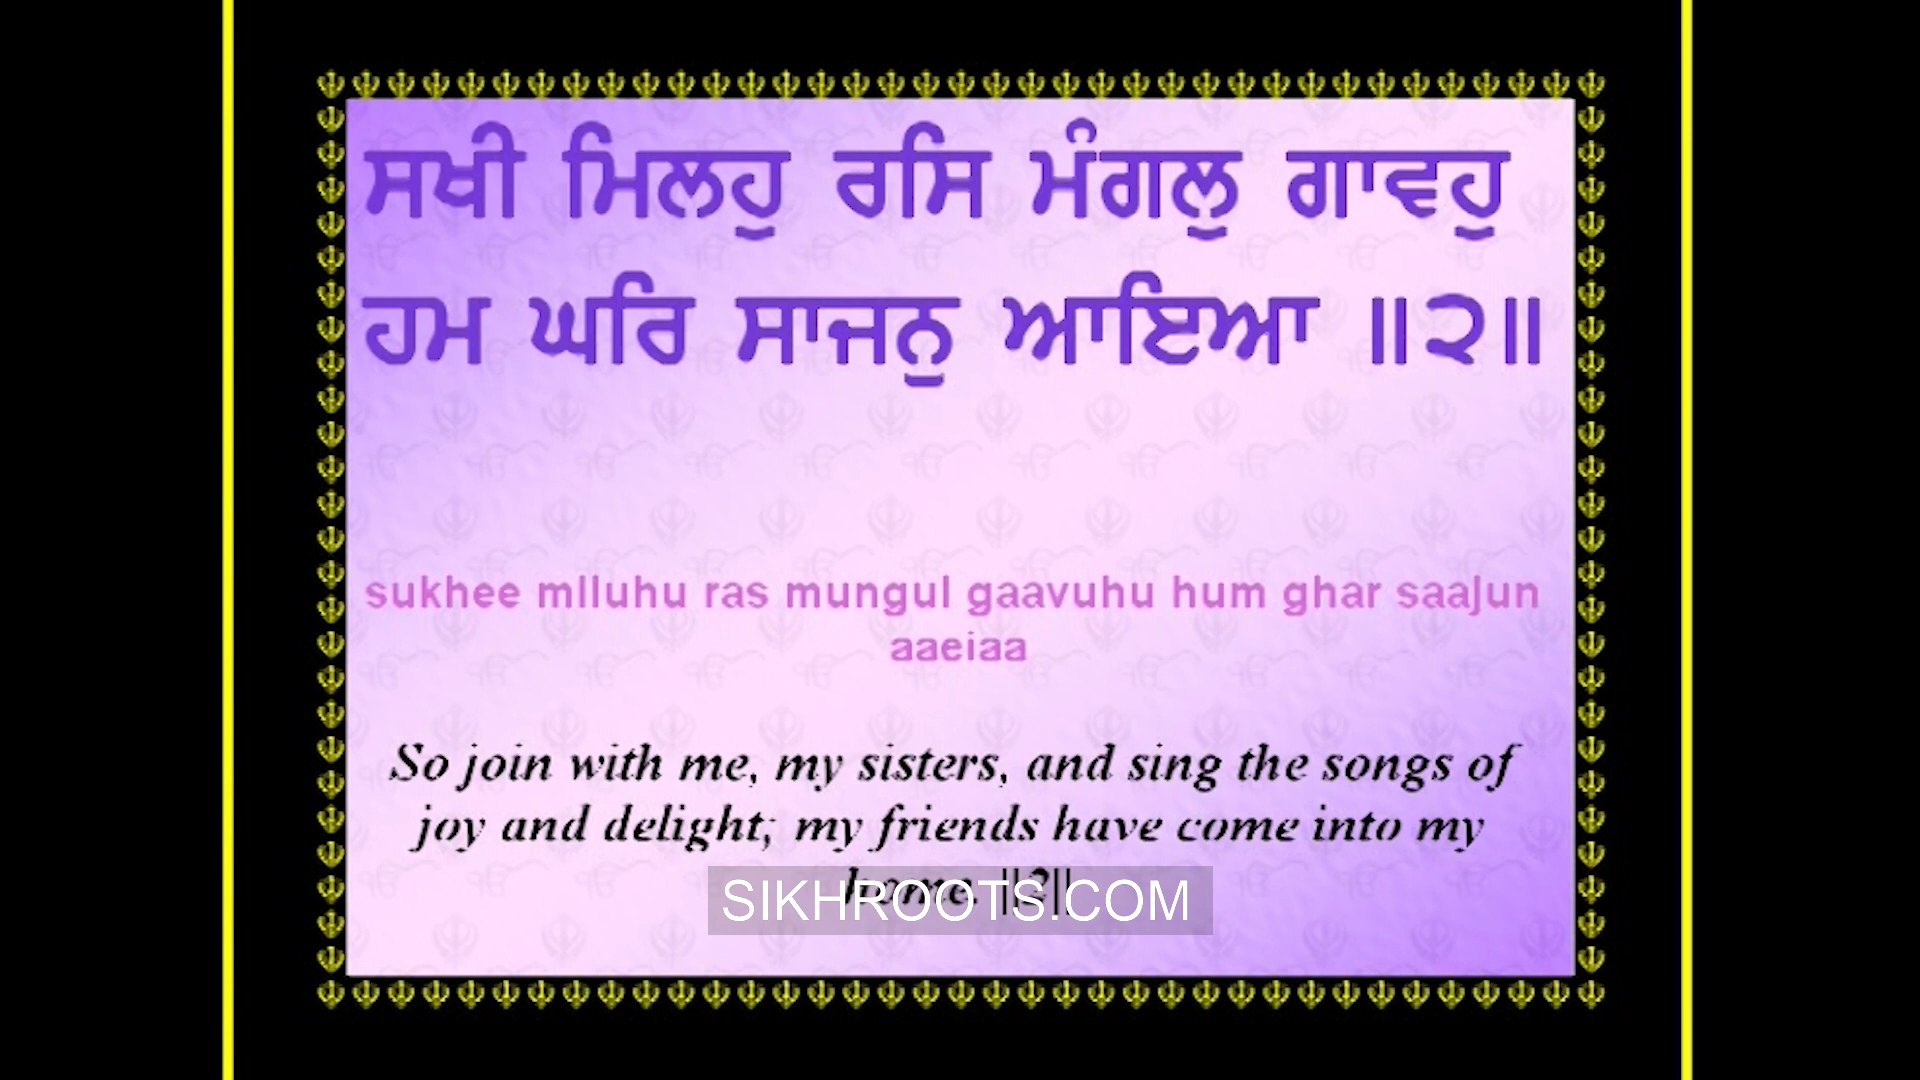 ਸਖੀ ਮਿਲਹੁ ਰਸਿ ਮੰਗਲੁ ਗਾਵਹੁ
ਹਮ ਘਰਿ ਸਾਜਨੁ ਆਇਆ ॥੨॥
sukhee mIluhu ras mungul gaavuhu hum ghar saaJun
aaeiaa
So join with me, my sisters, and sing the songs of
joy and delight; my friends have come into my
home. ||2||
SIKHROOTS.COM